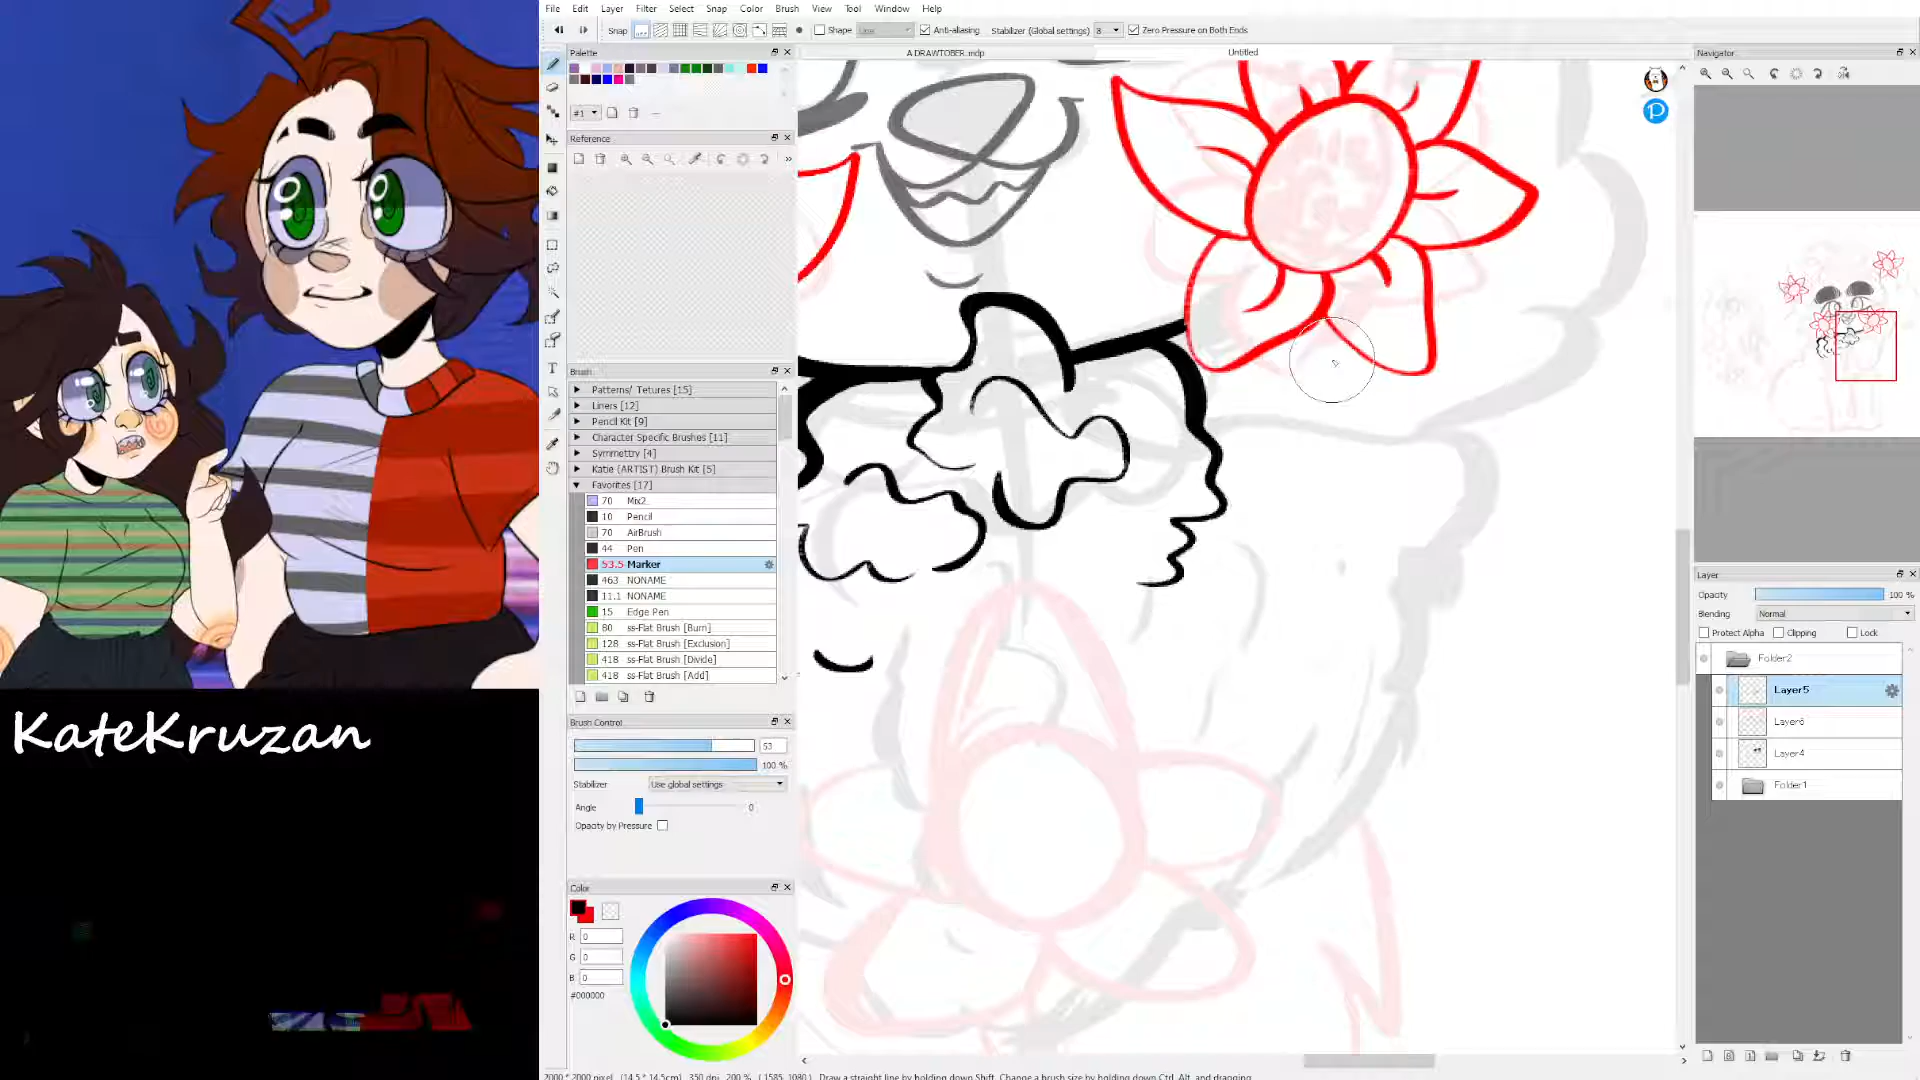 File Edit Layer Filter Select Snap Color Brush View Tool Window Help
Snap Shape Anti-aliasing Stabilizer (Global settings) 8 Zero Pressure on Both Ends
Palette
A DRAWTOBER.mdp
Untitled
Navigator
#1
Reference
Brush
Patterns/ Tetures [15]
Liners [12]
Pencil Kit [9]
Character Specific Brushes [11]
Symmettry [4]
Katie (ARTIST) Brush Kit [5]
Favorites [17]
70 Mix2
10 Pencil
70 AirBrush
44 Pen
53.5 Marker
463 NONAME
11.1 NONAME
15 Edge Pen
80 ss-Flat Brush [Burn]
128 ss-Flat Brush [Exclusion]
418 ss-Flat Brush [Divide]
418 ss-Flat Brush [Add]
KateKruzan
Brush Control
53
100 %
Stabilizer Use global settings
Angle 0
Opacity by Pressure
Color
R 0
G 0
B 0
#000000
Layer
Opacity 100 %
Blending Normal
Protect Alpha Clipping Lock
Folder2
Layer5
Layer6
Layer4
Folder1
2000 * 2000 pixel (14.5 * 14.5cm) 350 dpi 200 % ( 1585, 1080 ) Draw a straight line by holding down Shift, Change a brush size by holding down Ctrl, Alt, and dragging